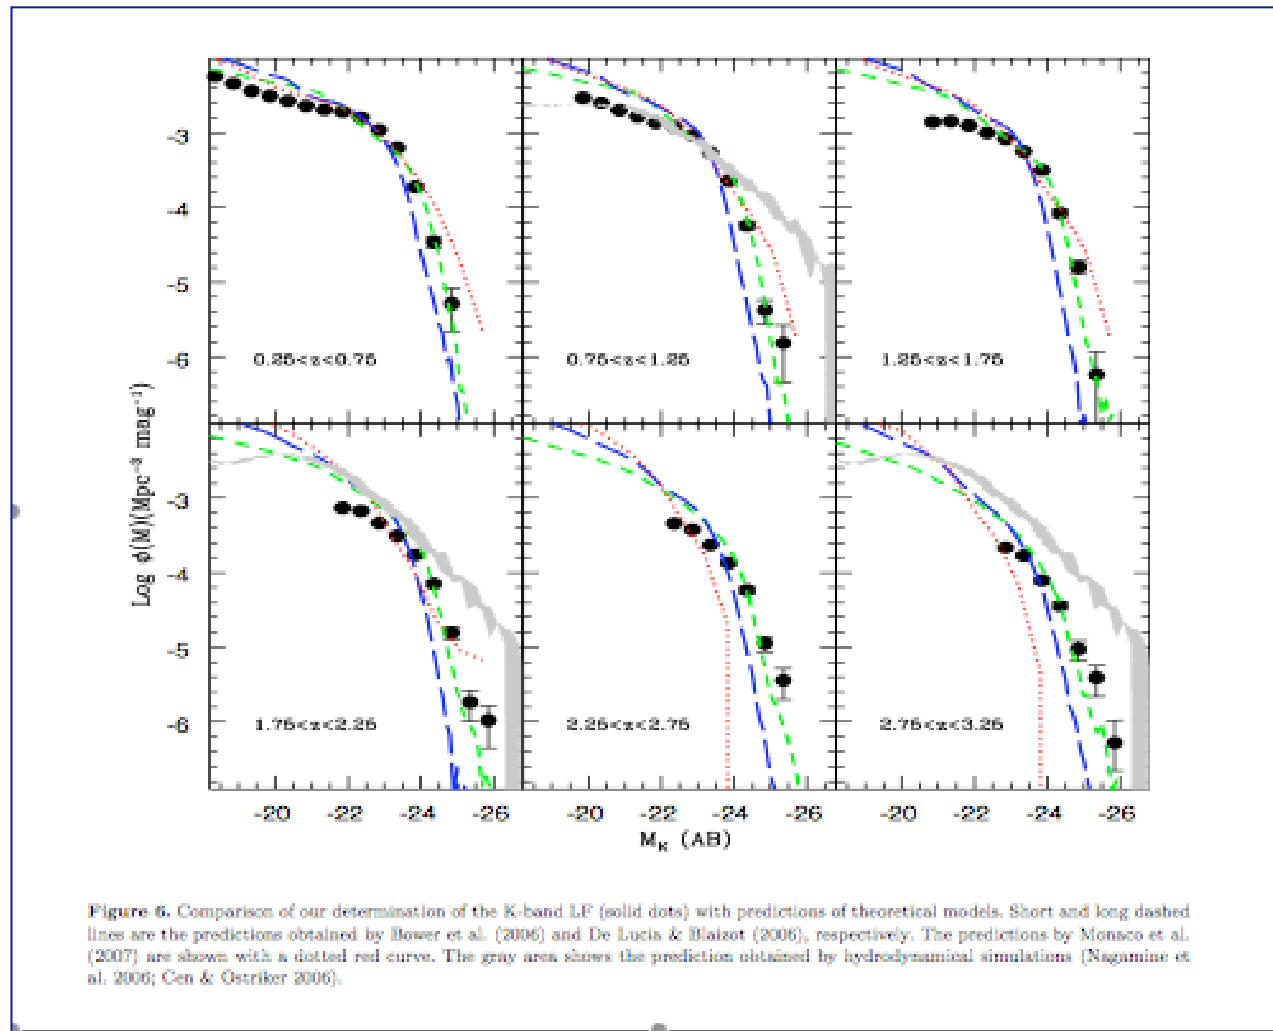 -3
-4
-5
-6
0.25<z<0.75
0.75<z<1.25
1.25<z<1.75
Log ϕ(M)(Mpc⁻³ mag⁻¹)
-3
-4
-5
-6
1.75<z<2.25
2.25<z<2.75
2.75<z<3.25
-20 -22 -24 -26 -20 -22 -24 -26 -20 -22 -24 -26
M_K (AB)
Figure 6. Comparison of our determination of the K-band LF (solid dots) with predictions of theoretical models. Short and long dashed
lines are the predictions obtained by Bower et al. (2006) and De Lucia & Blaizot (2006), respectively. The predictions by Monaco et al.
(2007) are shown with a dotted red curve. The gray area shows the prediction obtained by hydrodynamical simulations (Nagamine et
al. 2006; Cen & Ostriker 2006).